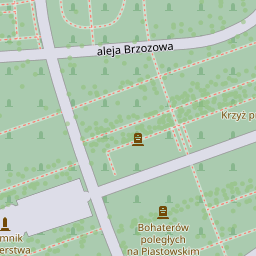 aleja Brzozowa
Krzyż p
Bohaterów
poległych
na Piastowskim
mnik
erstwa